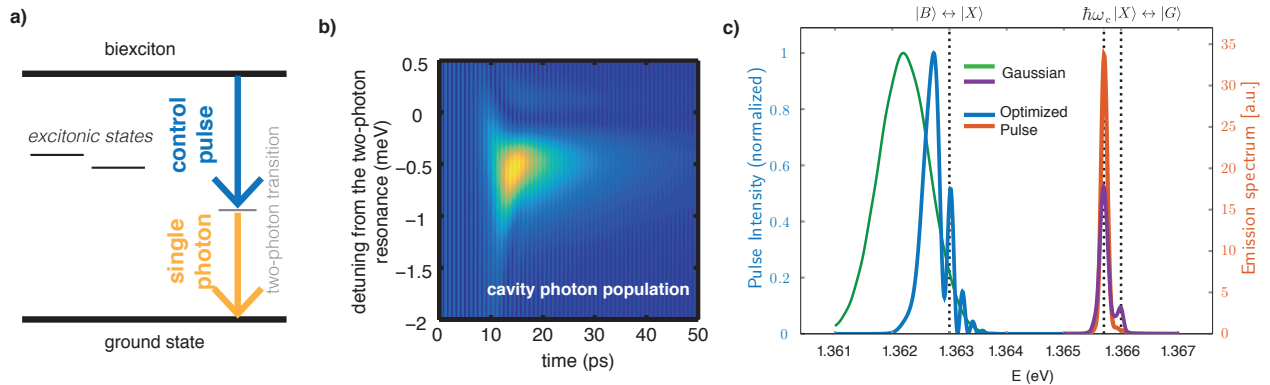 a)
biexciton
excitonic states
control
pulse
single
photon
two-photon transition
ground state
b)
detuning from the two-photon
resonance (meV)
0.5
0
−0.5
−1
−1.5
−2
cavity photon population
0 10 20 30 40 50
time (ps)
c)
|B⟩ ↔ |X⟩ ħω_c |X⟩ ↔ |G⟩
Pulse Intensity (normalized)
1
0.8
0.6
0.4
0.2
0
Gaussian
Optimized
Pulse
35
30
25
20
15
10
5
0
Emission spectrum [a.u.]
1.361 1.362 1.363 1.364 1.365 1.366 1.367
E (eV)